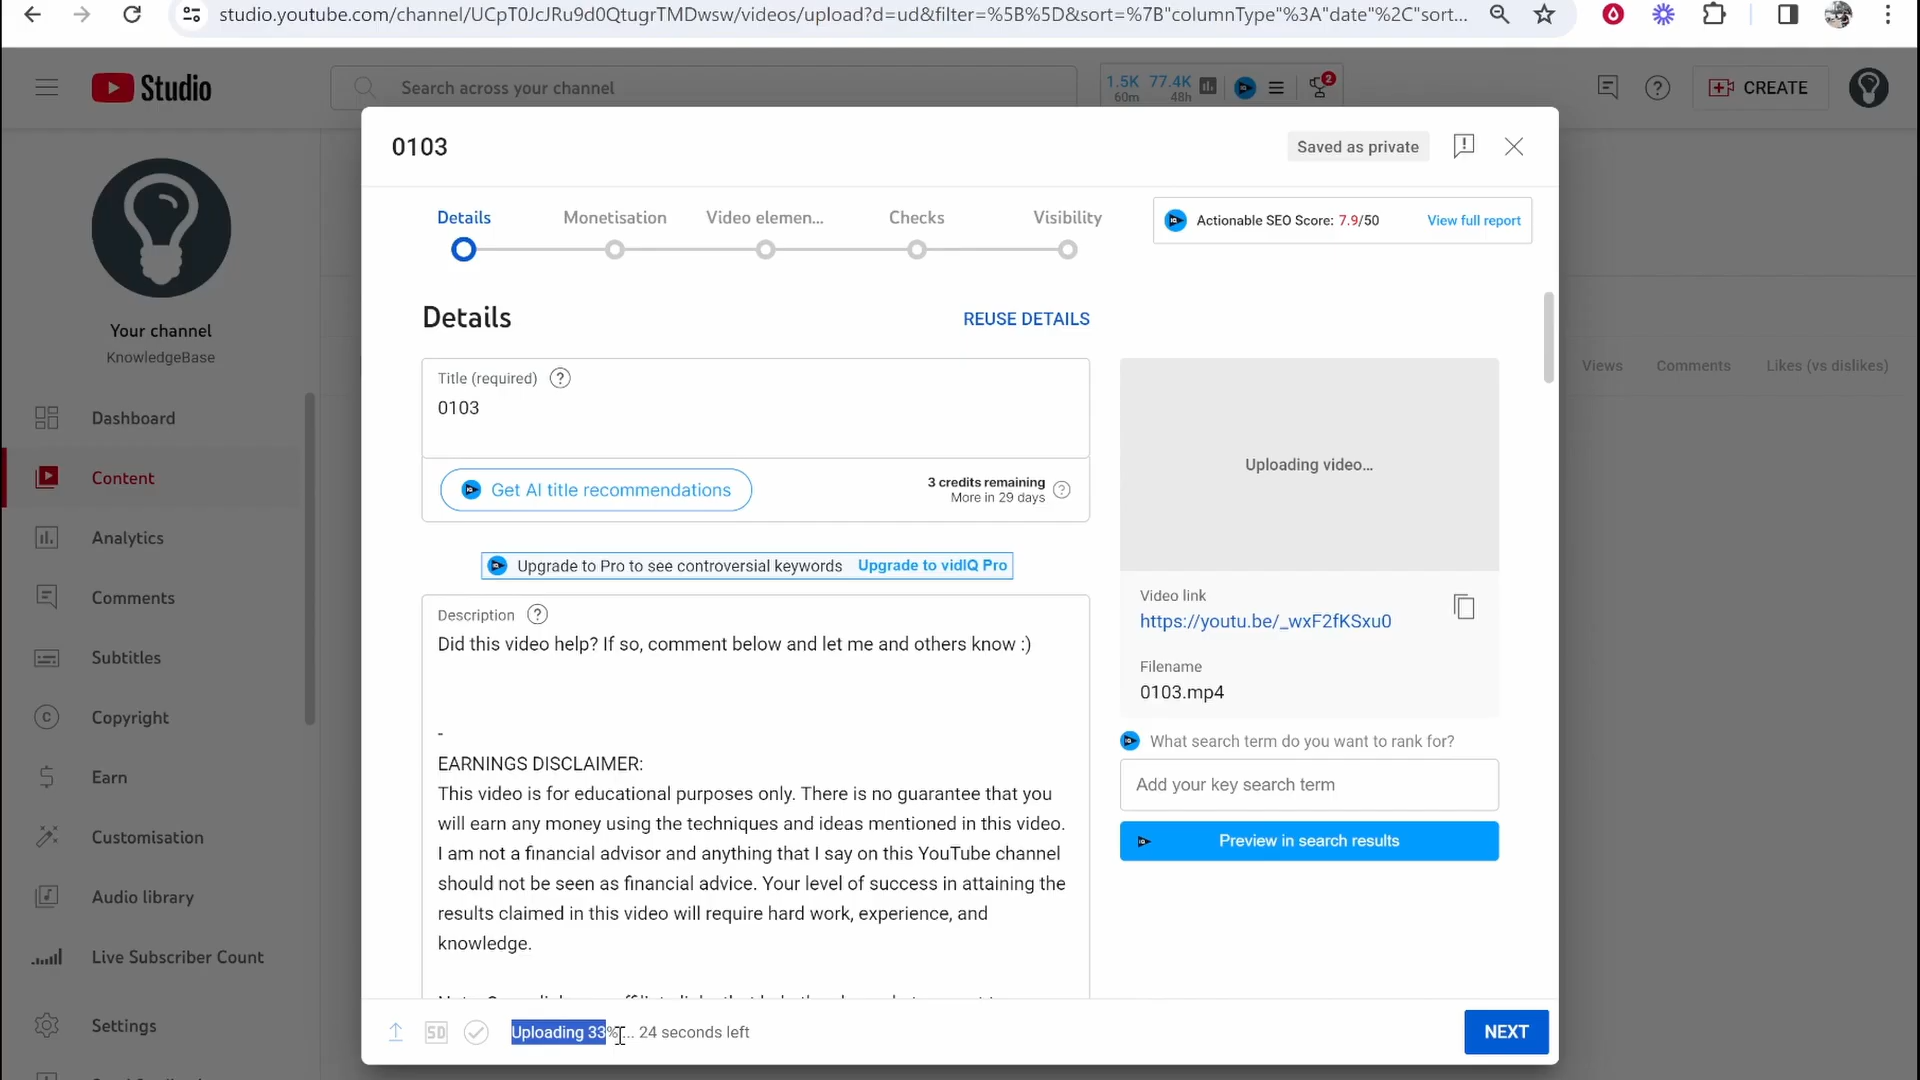 studio.youtube.com/channel/UCpT0JcJRu9d0QtugrTMDwsw/videos/upload?d=ud&filter=%5B%5D&sort=%7B"columnType"%3A"date"%2C"sort...
Studio
Search across your channel
1.5K 77.4K
60m 48h
2
CREATE
0103
Saved as private
Details
Monetisation
Video elemen...
Checks
Visibility
Actionable SEO Score: 7.9/50
View full report
Your channel
KnowledgeBase
Dashboard
Content
Analytics
Comments
Subtitles
Copyright
Earn
Customisation
Audio library
Live Subscriber Count
Settings
Details
REUSE DETAILS
Title (required)
0103
Get AI title recommendations
3 credits remaining
More in 29 days
Upgrade to Pro to see controversial keywords Upgrade to vidIQ Pro
Description
Did this video help? If so, comment below and let me and others know :)
-
EARNINGS DISCLAIMER:
This video is for educational purposes only. There is no guarantee that you
will earn any money using the techniques and ideas mentioned in this video.
I am not a financial advisor and anything that I say on this YouTube channel
should not be seen as financial advice. Your level of success in attaining the
results claimed in this video will require hard work, experience, and
knowledge.
Uploading video...
Video link
https://youtu.be/_wxF2fKSxu0
Filename
0103.mp4
What search term do you want to rank for?
Add your key search term
Preview in search results
Views
Comments
Likes (vs dislikes)
SD
Uploading 33% ... 24 seconds left
NEXT